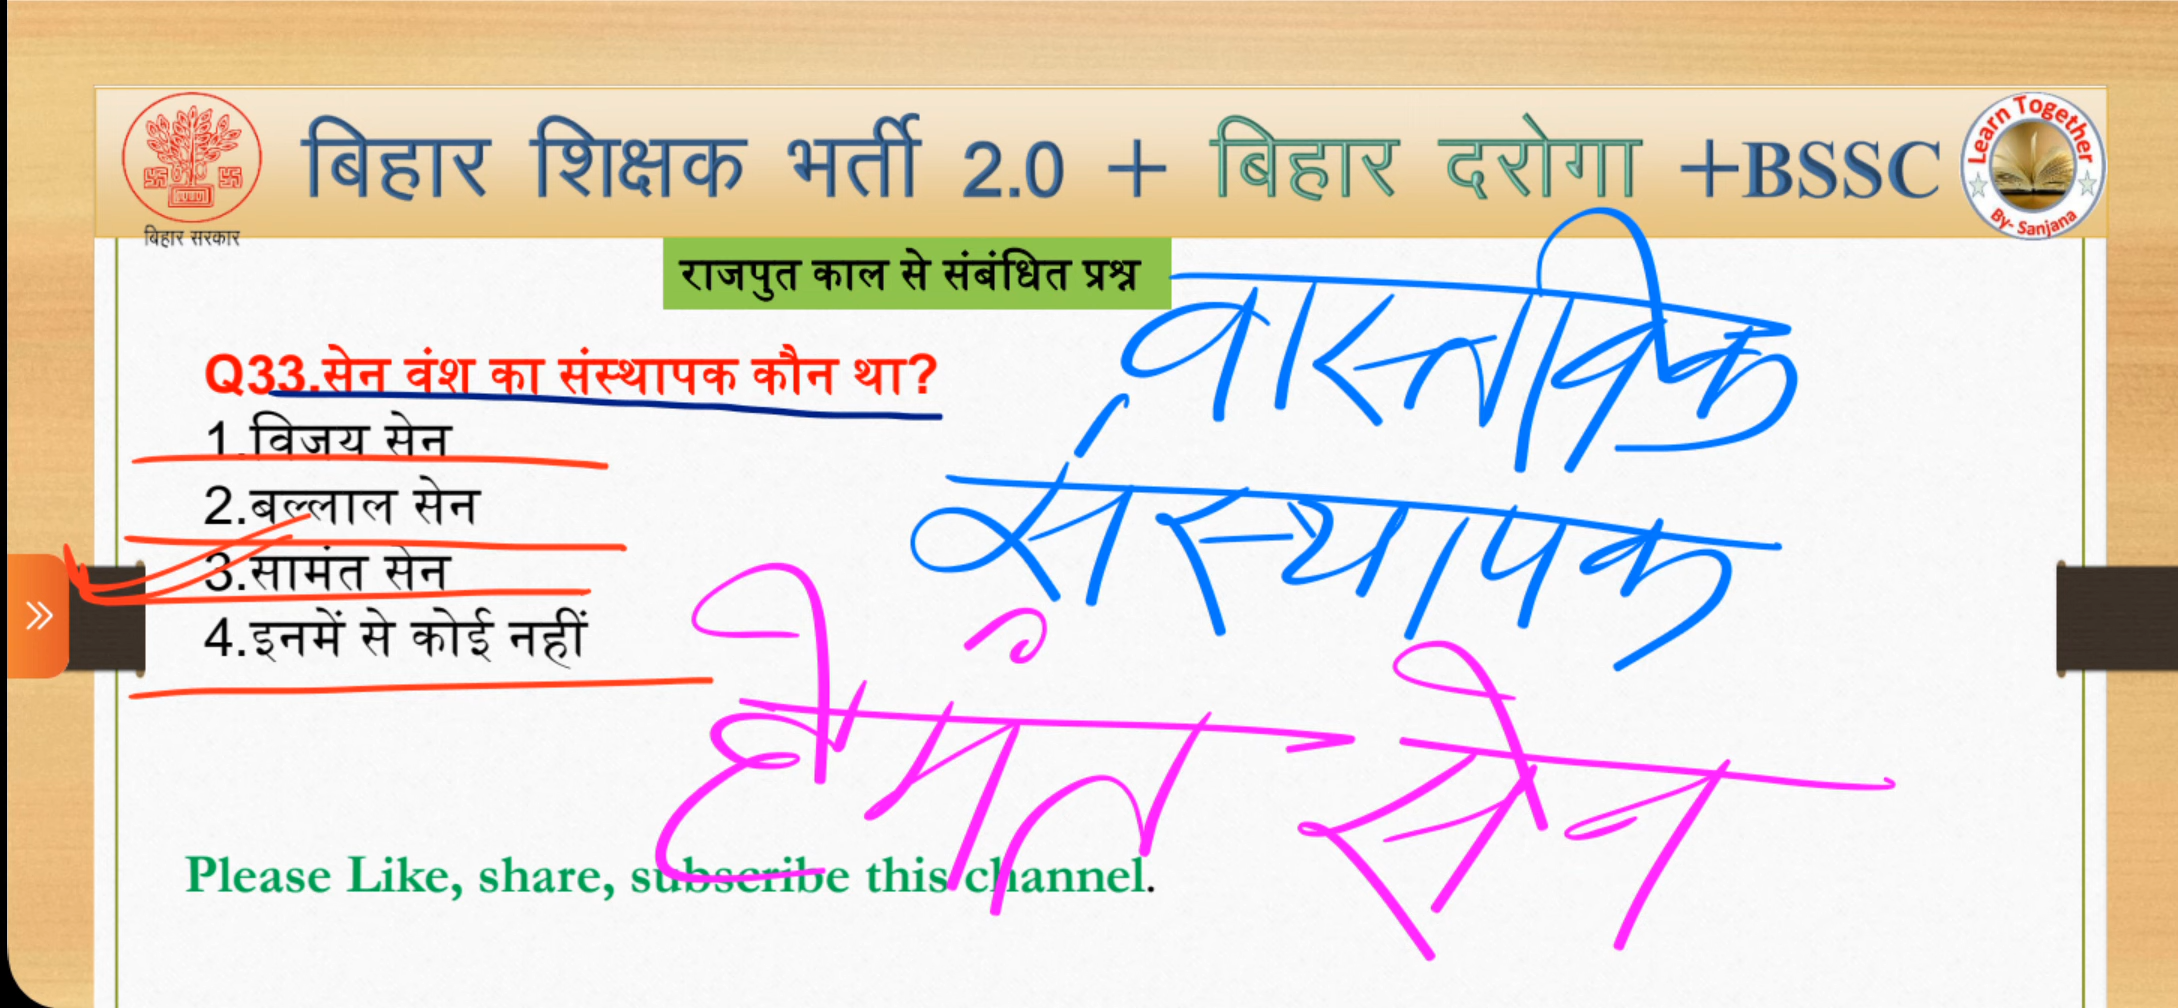 बिहार शिक्षक भर्ती 2.0 + बिहार दरोगा +BSSC
Learn Together
By- Sanjana
बिहार सरकार
राजपुत काल से संबंधित प्रश्न
Q33.सेन वंश का संस्थापक कौन था?
1.विजय सेन
2.बल्लाल सेन
3.सामंत सेन
4.इनमें से कोई नहीं
वास्तविक
संस्थापक
हेमंत सेन
Please Like, share, subscribe this channel.